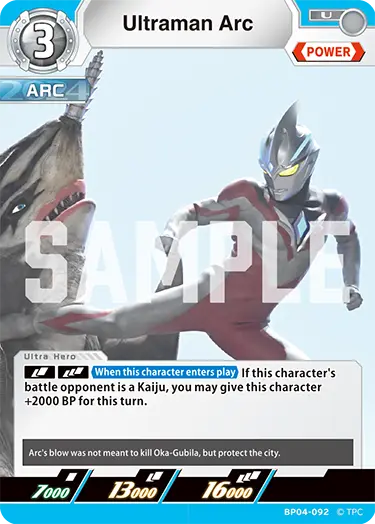 Ultraman Arc
U
3
POWER
ARC
SAMPLE
Ultra Hero
When this character enters play If this character's
battle opponent is a Kaiju, you may give this character
+2000 BP for this turn.
Arc's blow was not meant to kill Oka-Gubila, but protect the city.
7000 13000 16000
BP04-092 © TPC